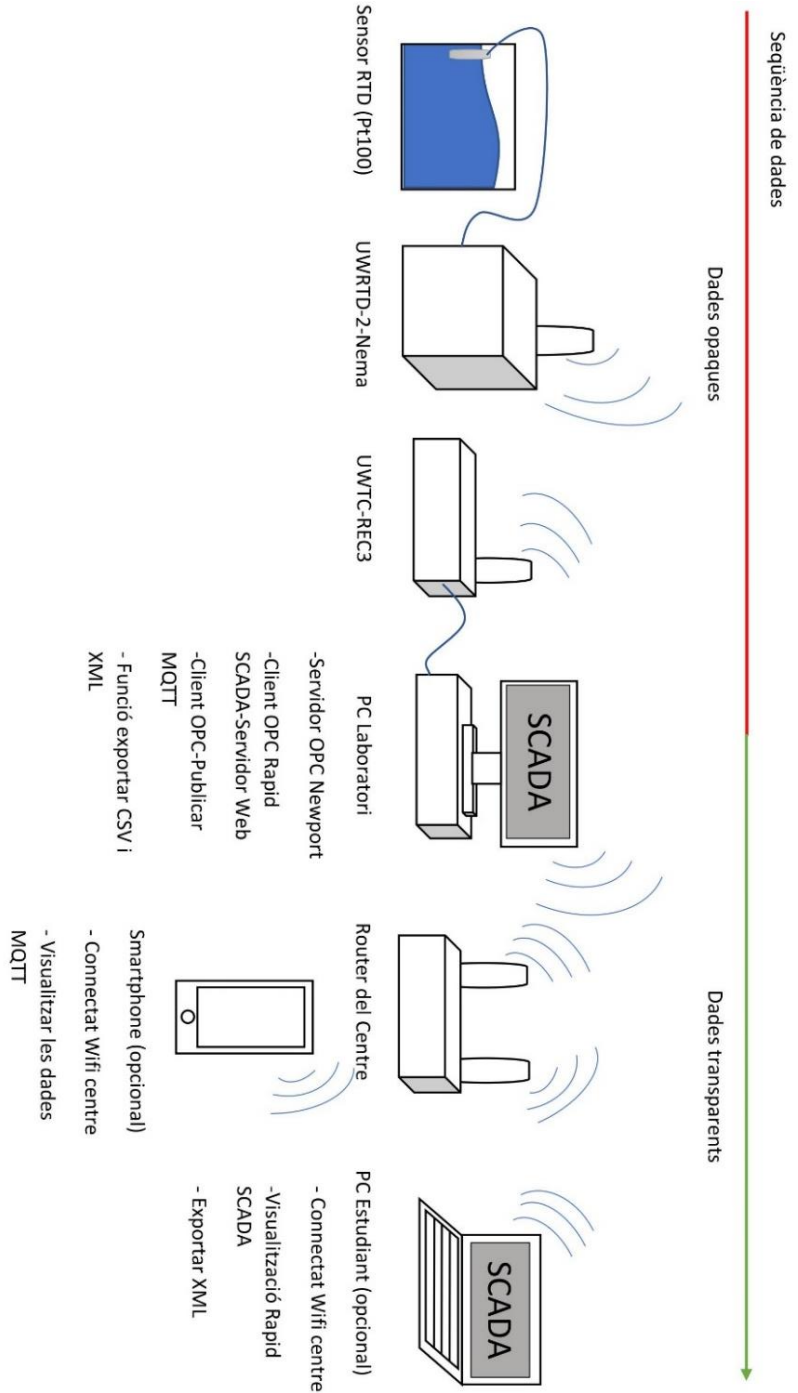 Seqüència de dades
Dades opaques
Dades transparents
SCADA
SCADA
Sensor RTD (Pt100)
UWRTD-2-Nema
UWTC-REC3
PC Laboratori
-Servidor OPC Newport
-Client OPC Rapid
SCADA-Servidor Web
-Client OPC-Publicar
MQTT
- Funció exportar CSV i
XML
Router del Centre
Smartphone (opcional)
- Connectat Wifi centre
- Visualitzar les dades
MQTT
PC Estudiant (opcional)
- Connectat Wifi centre
-Visualització Rapid
SCADA
- Exportar XML